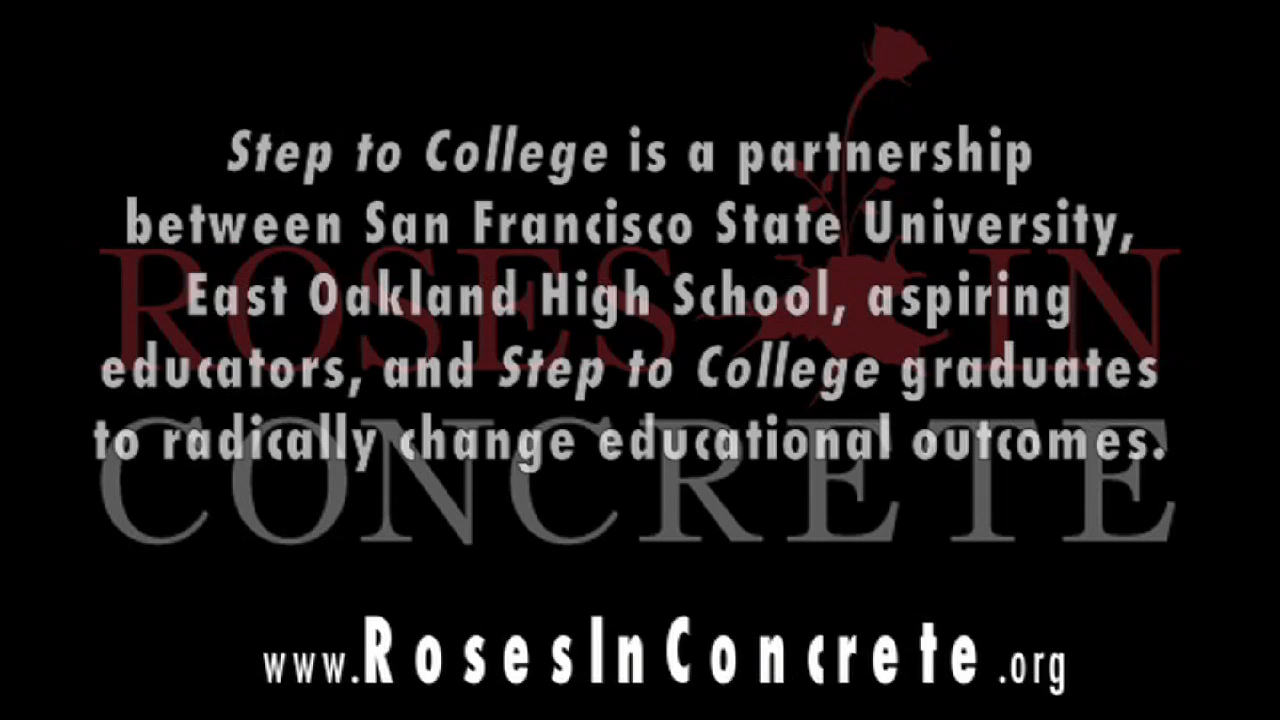 Step to College is a partnership
between San Francisco State University,
East Oakland High School, aspiring
educators, and Step to College graduates
to radically change educational outcomes.
ROSES IN
CONCRETE
www.RosesInConcrete.org